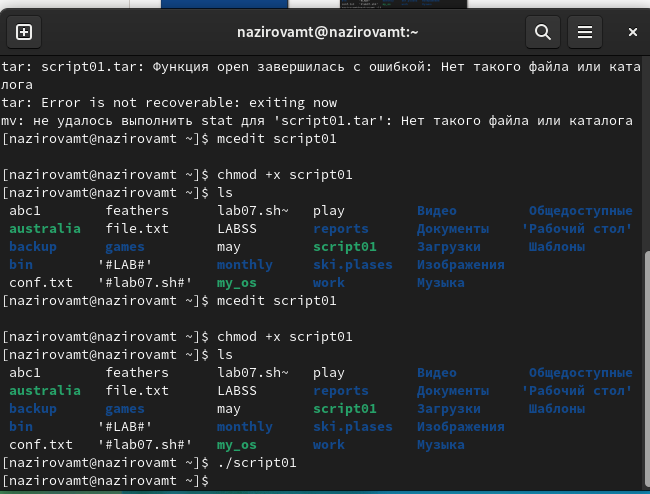 nazirovamt@nazirovamt:~
tar: script01.tar: Функция open завершилась с ошибкой: Нет такого файла или ката
лога
tar: Error is not recoverable: exiting now
mv: не удалось выполнить stat для 'script01.tar': Нет такого файла или каталога
[nazirovamt@nazirovamt ~]$ mcedit script01
[nazirovamt@nazirovamt ~]$ chmod +x script01
[nazirovamt@nazirovamt ~]$ ls
abc1 feathers lab07.sh~ play Видео Общедоступные
australia file.txt LABSS reports Документы 'Рабочий стол'
backup games may script01 Загрузки Шаблоны
bin '#LAB#' monthly ski.plases Изображения
conf.txt '#lab07.sh#' my_os work Музыка
[nazirovamt@nazirovamt ~]$ mcedit script01
[nazirovamt@nazirovamt ~]$ chmod +x script01
[nazirovamt@nazirovamt ~]$ ls
abc1 feathers lab07.sh~ play Видео Общедоступные
australia file.txt LABSS reports Документы 'Рабочий стол'
backup games may script01 Загрузки Шаблоны
bin '#LAB#' monthly ski.plases Изображения
conf.txt '#lab07.sh#' my_os work Музыка
[nazirovamt@nazirovamt ~]$ ./script01
[nazirovamt@nazirovamt ~]$